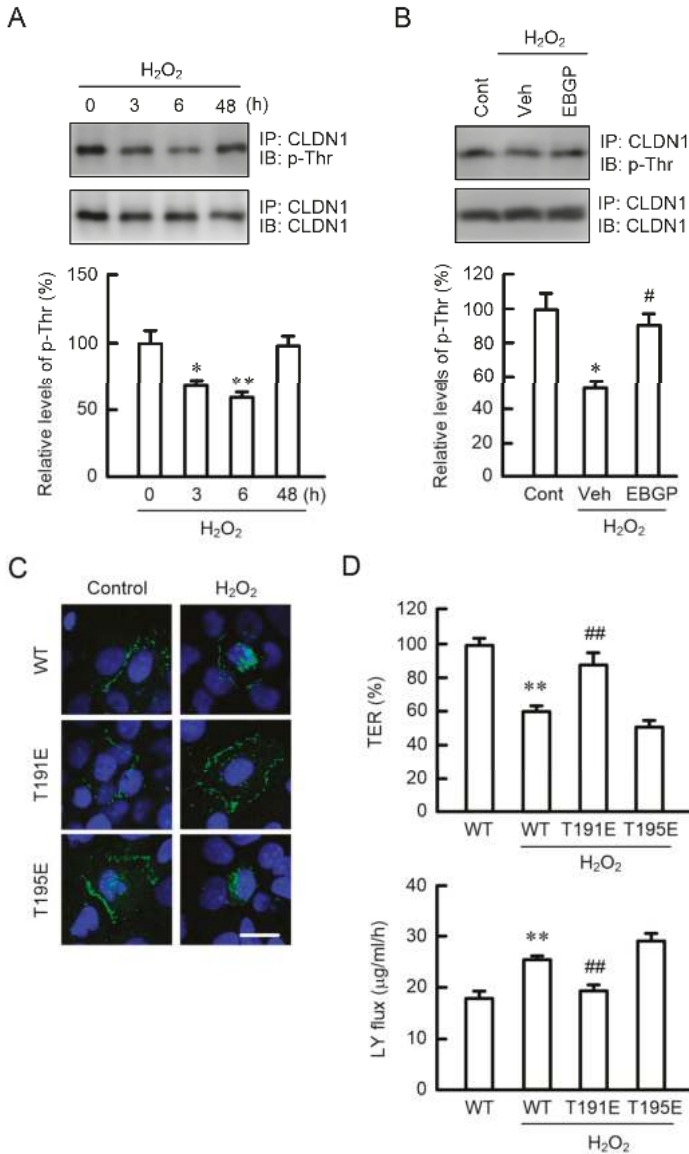 A
H₂O₂
0 3 6 48 (h)
IP: CLDN1
IB: p-Thr
IP: CLDN1
IB: CLDN1
Relative levels of p-Thr (%)
150
100
50
0
*
**
0 3 6 48 (h)
H₂O₂
B
H₂O₂
Cont Veh EBGP
IP: CLDN1
IB: p-Thr
IP: CLDN1
IB: CLDN1
Relative levels of p-Thr (%)
120
100
80
60
40
20
0
*
#
Cont Veh EBGP
H₂O₂
C
Control H₂O₂
WT
T191E
T195E
D
TER (%)
120
100
80
60
40
20
0
**
##
WT WT T191E T195E
H₂O₂
LY flux (μg/ml/h)
40
30
20
10
0
**
##
WT WT T191E T195E
H₂O₂